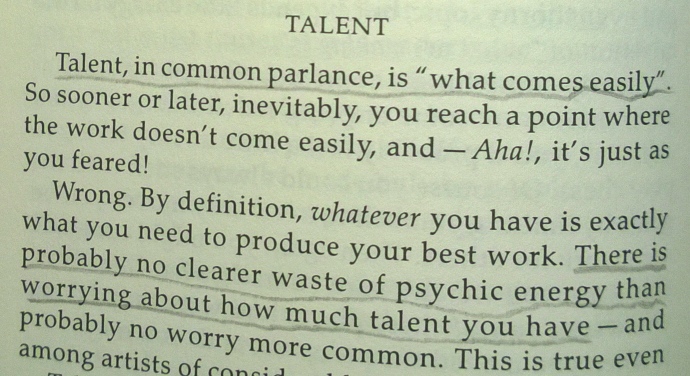 TALENT
Talent, in common parlance, is “what comes easily”.
So sooner or later, inevitably, you reach a point where
the work doesn’t come easily, and — Aha!, it’s just as
you feared!
Wrong. By definition, whatever you have is exactly
what you need to produce your best work. There is
probably no clearer waste of psychic energy than
worrying about how much talent you have — and
probably no worry more common. This is true even
among artists of